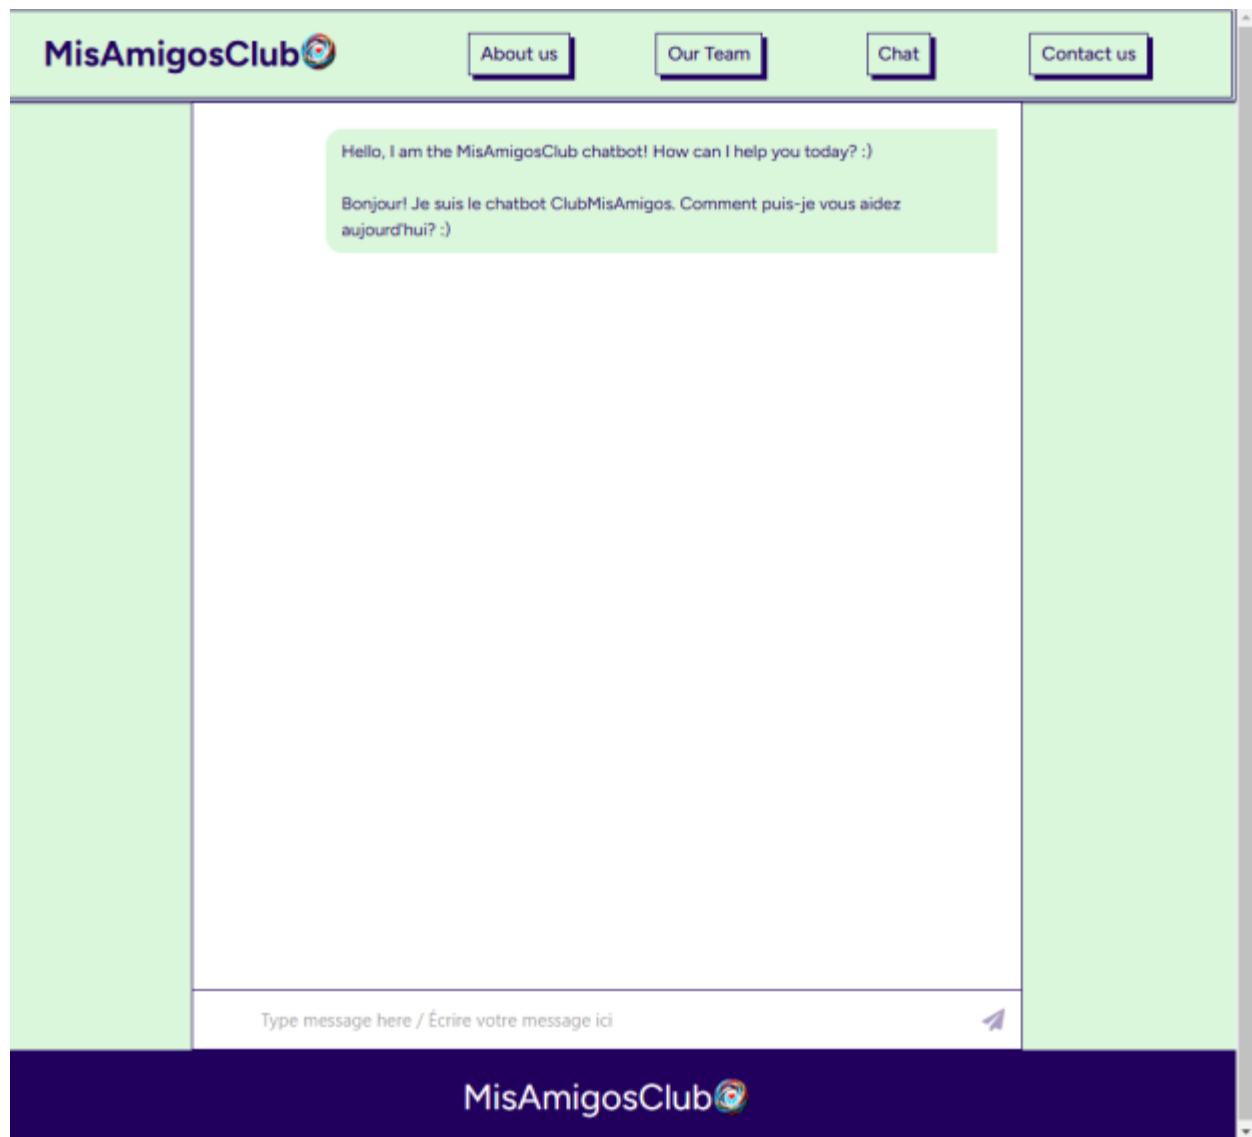 MisAmigosClub
About us
Our Team
Chat
Contact us
Hello, I am the MisAmigosClub chatbot! How can I help you today? :)
Bonjour! Je suis le chatbot ClubMisAmigos. Comment puis-je vous aidez
aujourd'hui? :)
Type message here / Écrire votre message ici
MisAmigosClub